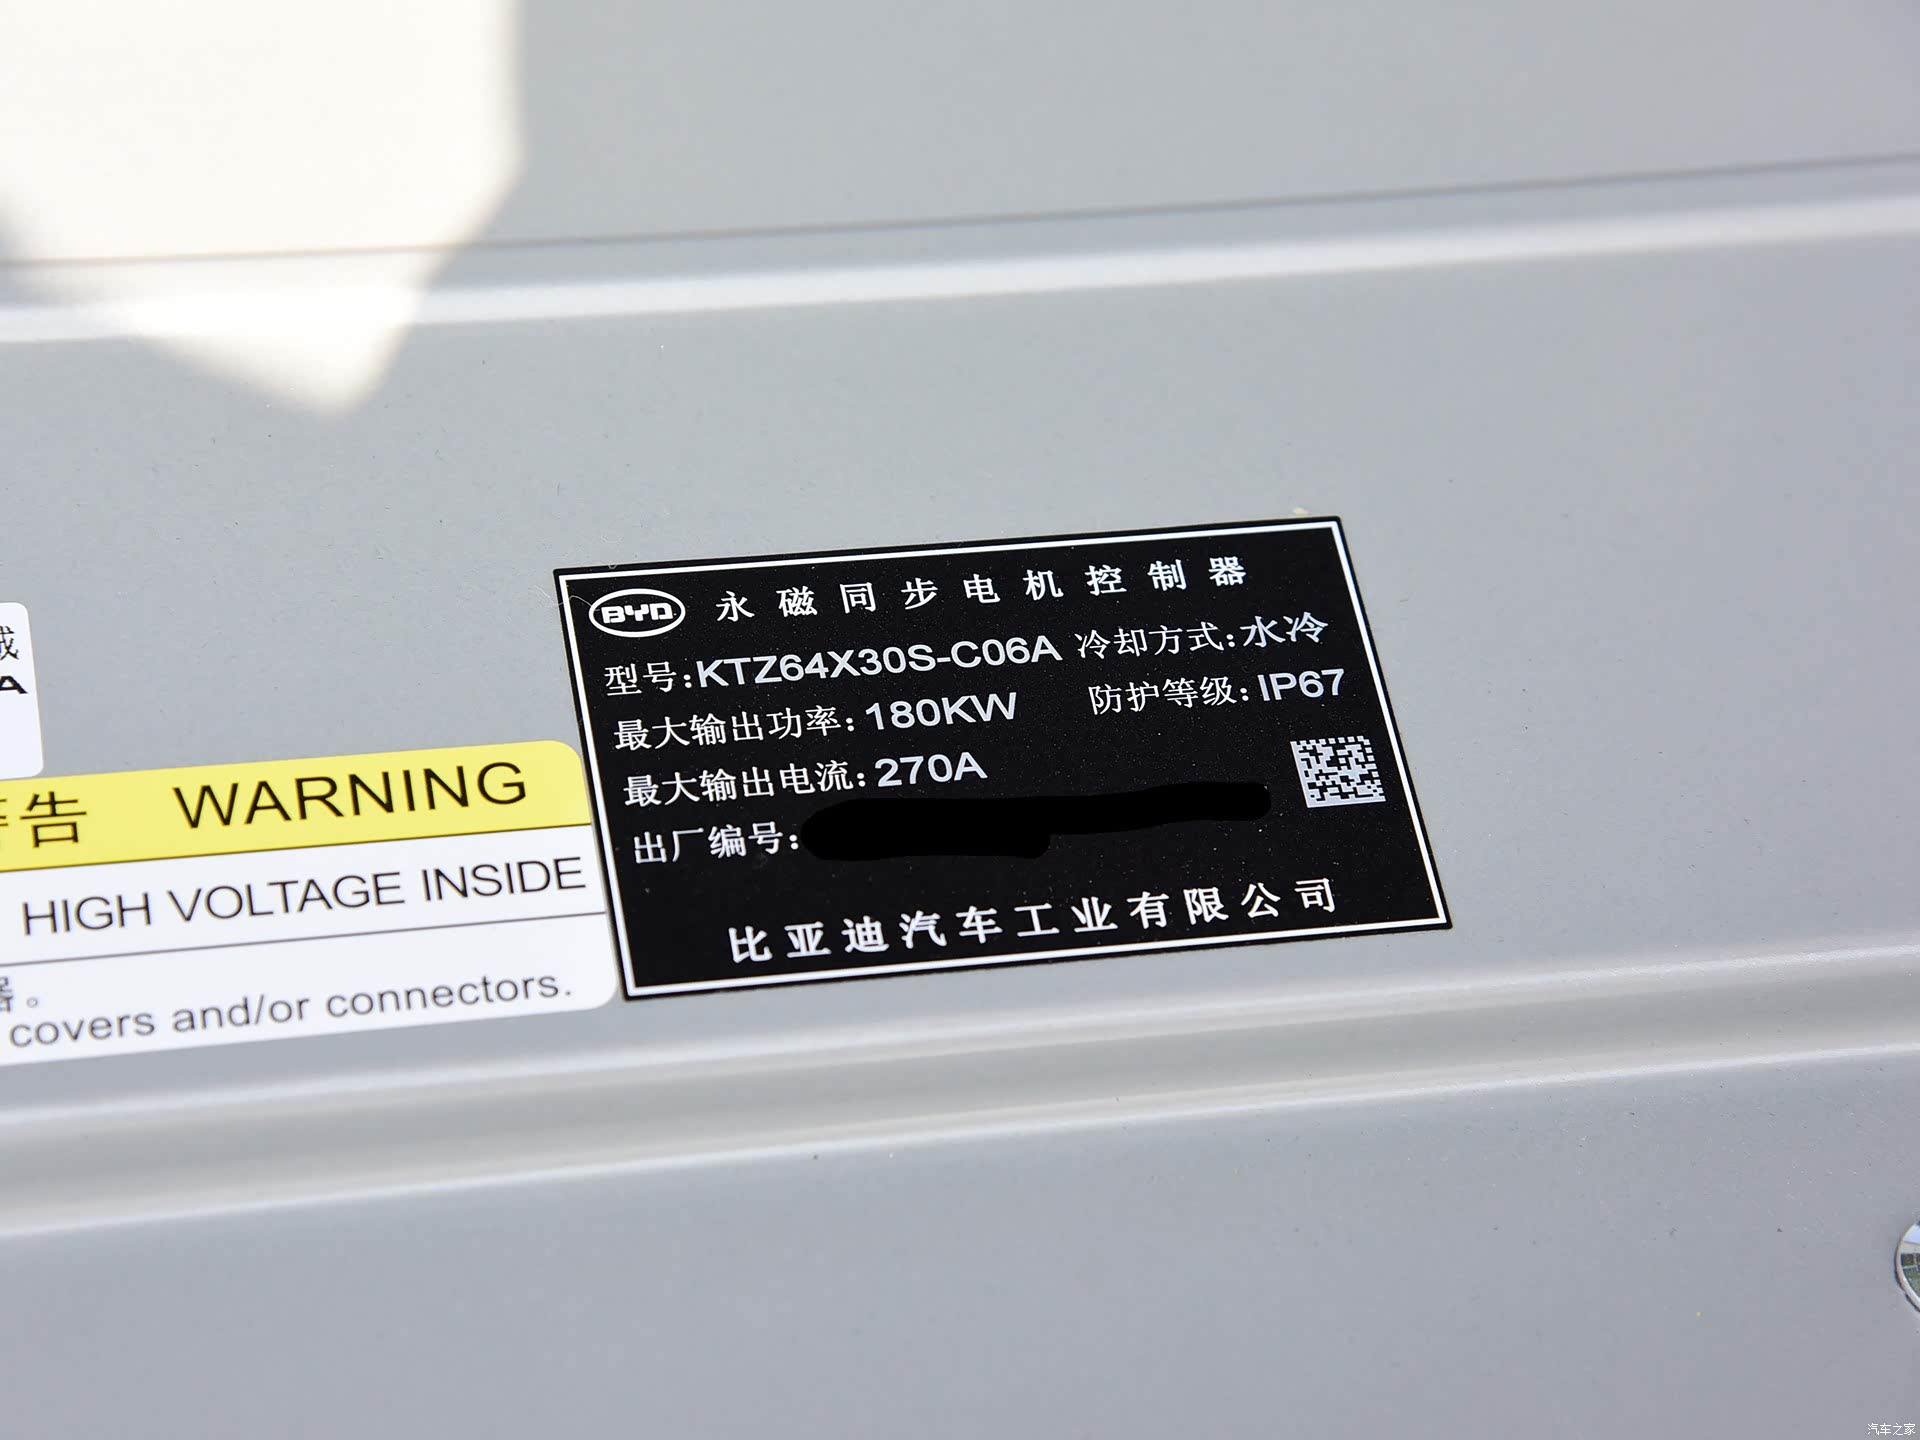 BYD 永磁同步电机控制器
型号:KTZ64X30S-C06A 冷却方式:水冷
最大输出功率:180KW 防护等级:IP67
最大输出电流:270A
出厂编号:
比亚迪汽车工业有限公司
A
警告 WARNING
HIGH VOLTAGE INSIDE
器。
covers and/or connectors.
汽车之家